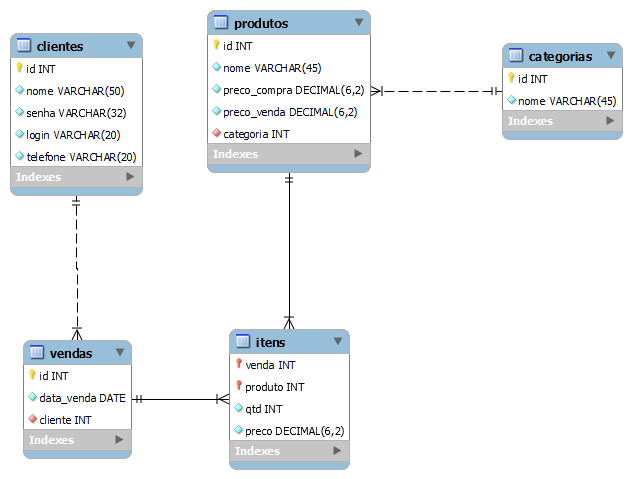 clientes
id INT
nome VARCHAR(50)
senha VARCHAR(32)
login VARCHAR(20)
telefone VARCHAR(20)
Indexes
produtos
id INT
nome VARCHAR(45)
preco_compra DECIMAL(6,2)
preco_venda DECIMAL(6,2)
categoria INT
Indexes
categorias
id INT
nome VARCHAR(45)
Indexes
vendas
id INT
data_venda DATE
cliente INT
Indexes
itens
venda INT
produto INT
qtd INT
preco DECIMAL(6,2)
Indexes